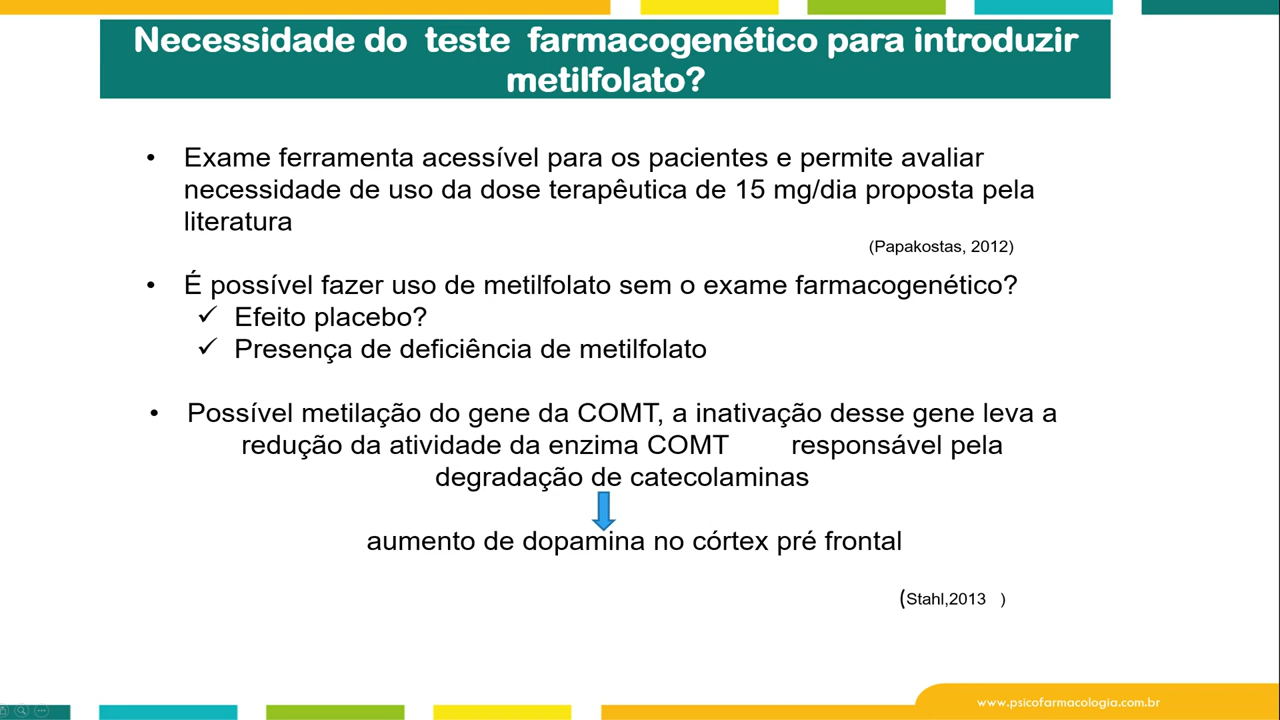 Necessidade do teste farmacogenético para introduzir
metilfolato?
• Exame ferramenta acessível para os pacientes e permite avaliar
necessidade de uso da dose terapêutica de 15 mg/dia proposta pela
literatura
(Papakostas, 2012)
• É possível fazer uso de metilfolato sem o exame farmacogenético?
✓ Efeito placebo?
✓ Presença de deficiência de metilfolato
• Possível metilação do gene da COMT, a inativação desse gene leva a
redução da atividade da enzima COMT responsável pela
degradação de catecolaminas
aumento de dopamina no córtex pré frontal
(Stahl,2013 )
www.psicofarmacologia.com.br